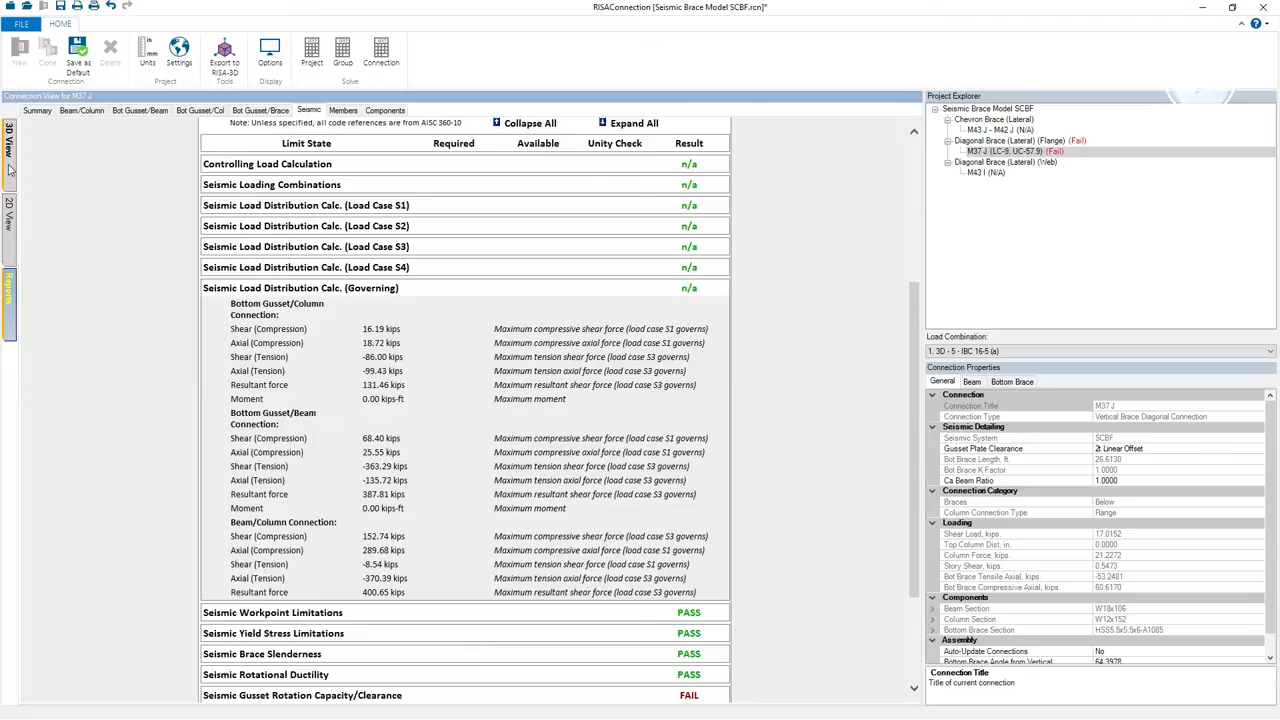 RISAConnection [Seismic Brace Model SCBF.rcn]*
FILE HOME
New Clone Save as Default Delete Units Settings Export to RISA-3D Options Project Group Connection
Connection Project Tools Display Solve
Connection View for M37 J
Summary Beam/Column Bot Gusset/Beam Bot Gusset/Col Bot Gusset/Brace Seismic Members Components
3D View
2D View
Reports
Note: Unless specified, all code references are from AISC 360-10 Collapse All Expand All
Limit State Required Available Unity Check Result
Controlling Load Calculation n/a
Seismic Loading Combinations n/a
Seismic Load Distribution Calc. (Load Case S1) n/a
Seismic Load Distribution Calc. (Load Case S2) n/a
Seismic Load Distribution Calc. (Load Case S3) n/a
Seismic Load Distribution Calc. (Load Case S4) n/a
Seismic Load Distribution Calc. (Governing) n/a
Bottom Gusset/Column
Connection:
Shear (Compression) 16.19 kips Maximum compressive shear force (load case S1 governs)
Axial (Compression) 18.72 kips Maximum compressive axial force (load case S1 governs)
Shear (Tension) -86.00 kips Maximum tension shear force (load case S3 governs)
Axial (Tension) -99.43 kips Maximum tension axial force (load case S3 governs)
Resultant force 131.46 kips Maximum resultant shear force (load case S3 governs)
Moment 0.00 kips-ft Maximum moment
Bottom Gusset/Beam
Connection:
Shear (Compression) 68.40 kips Maximum compressive shear force (load case S1 governs)
Axial (Compression) 25.55 kips Maximum compressive axial force (load case S1 governs)
Shear (Tension) -363.29 kips Maximum tension shear force (load case S3 governs)
Axial (Tension) -135.72 kips Maximum tension axial force (load case S3 governs)
Resultant force 387.81 kips Maximum resultant shear force (load case S3 governs)
Moment 0.00 kips-ft Maximum moment
Beam/Column Connection:
Shear (Compression) 152.74 kips Maximum compressive shear force (load case S1 governs)
Axial (Compression) 289.68 kips Maximum compressive axial force (load case S1 governs)
Shear (Tension) -8.54 kips Maximum tension shear force (load case S3 governs)
Axial (Tension) -370.39 kips Maximum tension axial force (load case S3 governs)
Resultant force 400.65 kips Maximum resultant shear force (load case S3 governs)
Seismic Workpoint Limitations PASS
Seismic Yield Stress Limitations PASS
Seismic Brace Slenderness PASS
Seismic Rotational Ductility PASS
Seismic Gusset Rotation Capacity/Clearance FAIL
Project Explorer
Seismic Brace Model SCBF
Chevron Brace (Lateral)
M43 J - M42 J (N/A)
Diagonal Brace (Lateral) (Flange) (Fail)
M37 J (LC-9, UC-57.9) (Fail)
Diagonal Brace (Lateral) (Web)
M43 I (N/A)
Load Combination:
1. 3D - 5 - IBC 16-5 (a)
Connection Properties
General Beam Bottom Brace
Connection
Connection Title M37 J
Connection Type Vertical Brace Diagonal Connection
Seismic Detailing
Seismic System SCBF
Gusset Plate Clearance 2t Linear Offset
Bot Brace Length, ft. 26.6130
Bot Brace K Factor 1.0000
Ca Beam Ratio 1.0000
Connection Category
Braces Below
Column Connection Type Flange
Loading
Shear Load, kips. 17.0152
Top Column Dist, in. 0.0000
Column Force, kips. 21.2272
Story Shear, kips. 0.5473
Bot Brace Tensile Axial, kips. -53.2481
Bot Brace Compressive Axial, kips. 60.6170
Components
Beam Section W18x106
Column Section W12x152
Bottom Brace Section HSS5.5x5.5x6-A1085
Assembly
Auto-Update Connections No
Bottom Brace Angle from Vertical 64.3978
Connection Title
Title of current connection